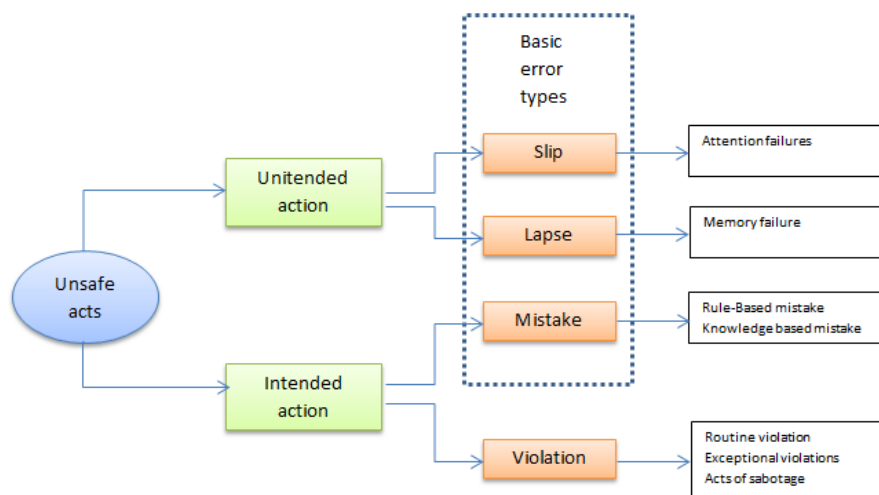 Basic
error
types
Slip
Attention failures
Unitended
action
Lapse
Memory failure
Unsafe
acts
Mistake
Rule-Based mistake
Knowledge based mistake
Intended
action
Violation
Routine violation
Exceptional violations
Acts of sabotage